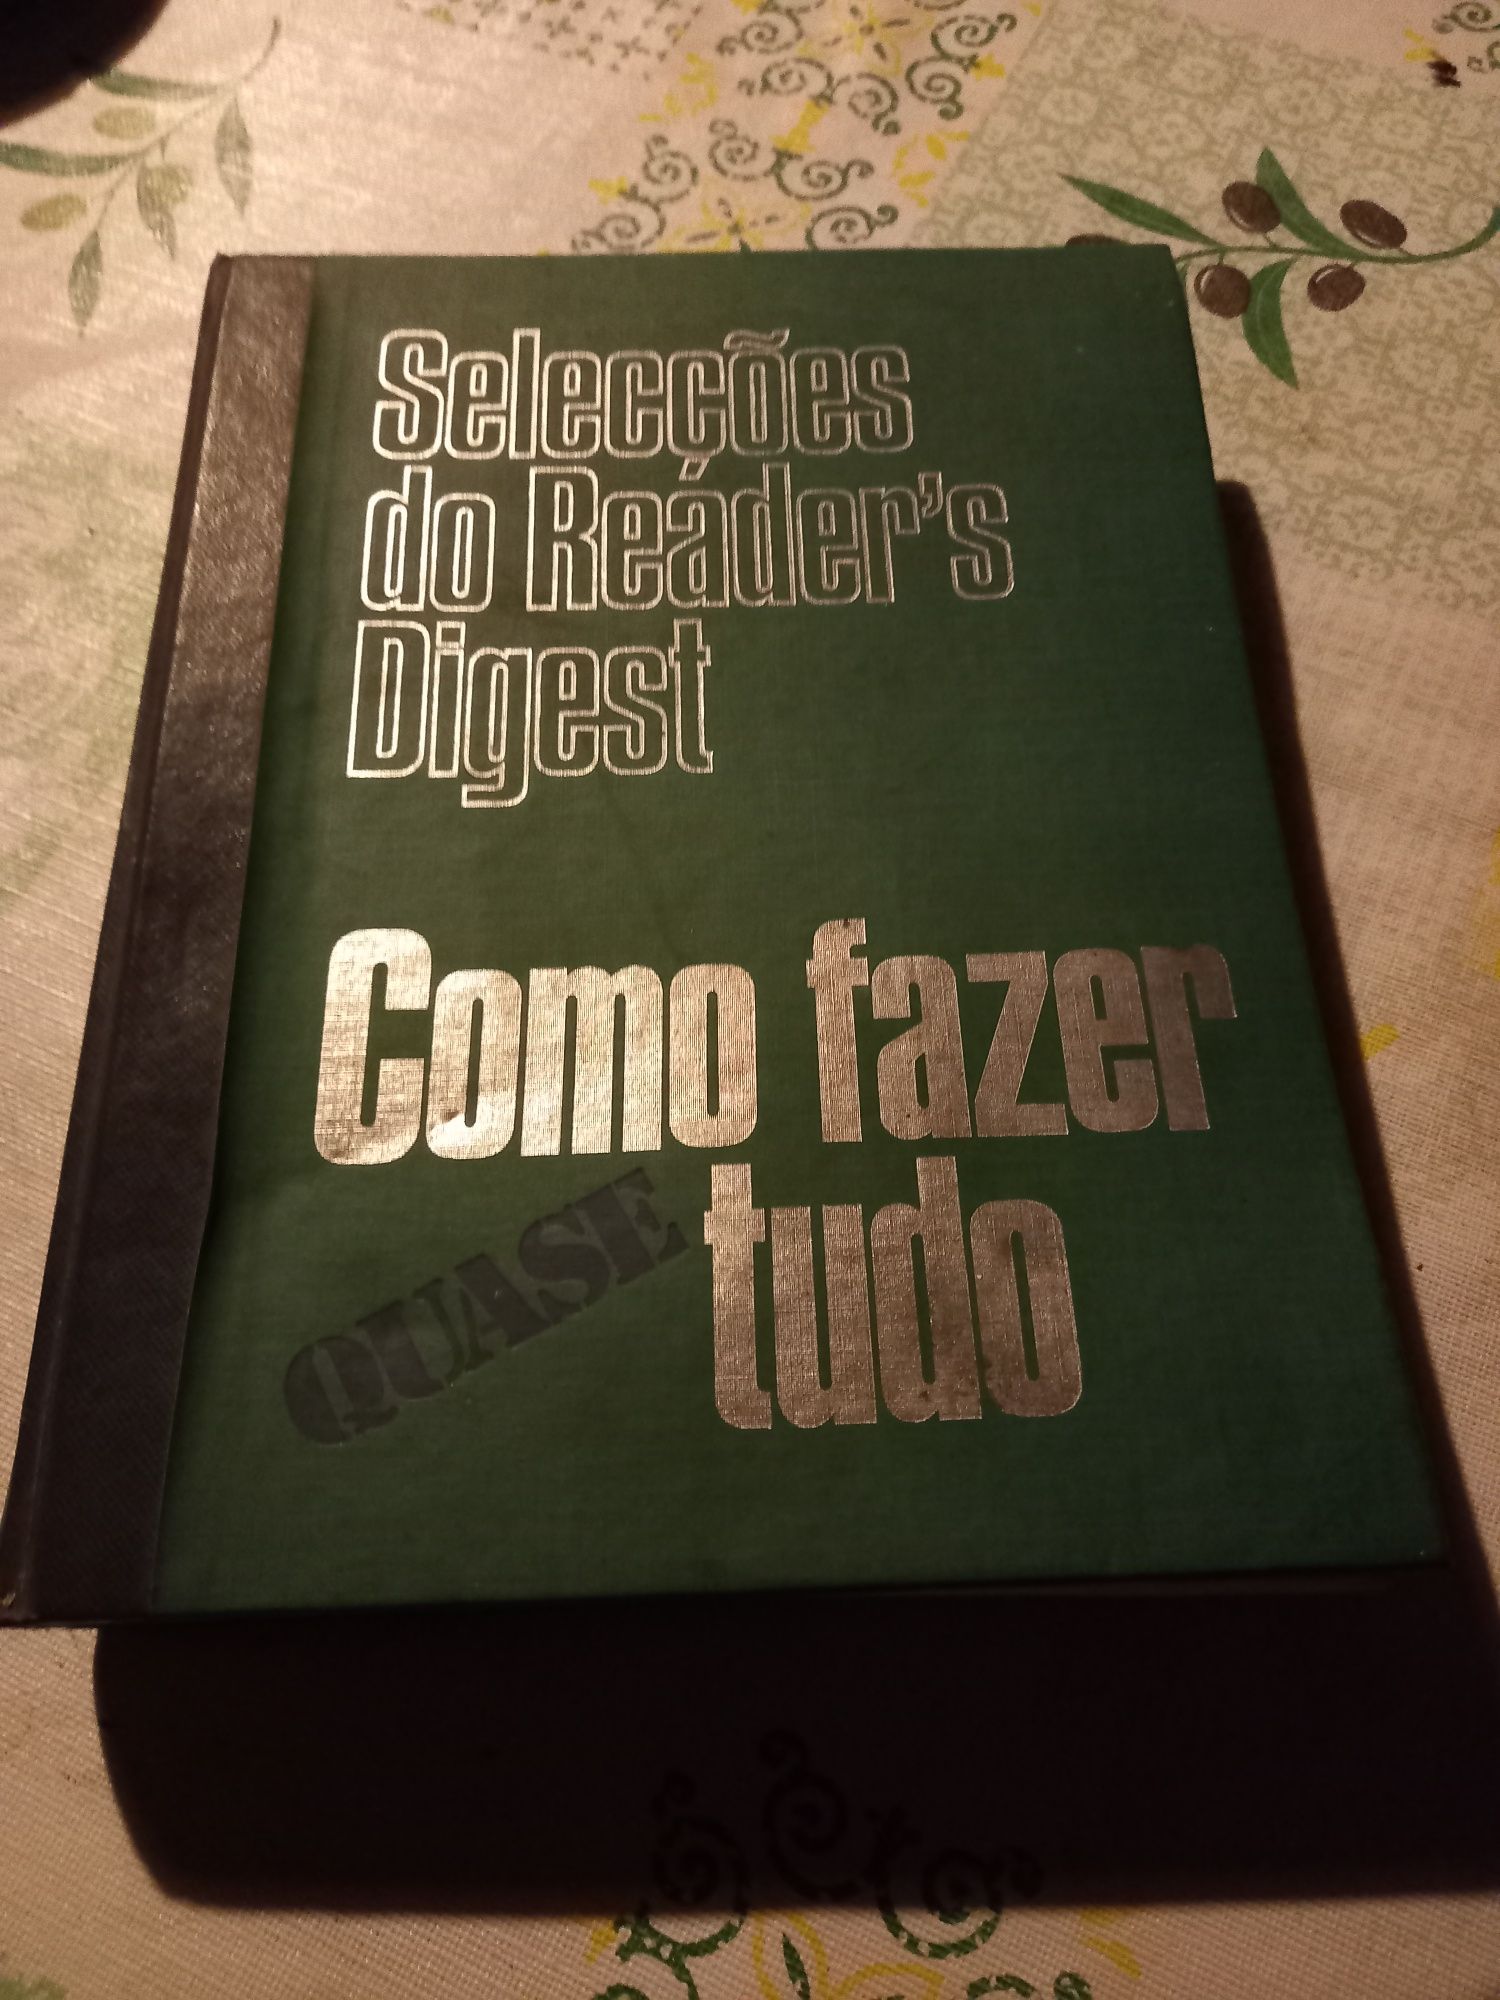 Selecções
do Reader's
Digest
Como fazer
QUASE tudo